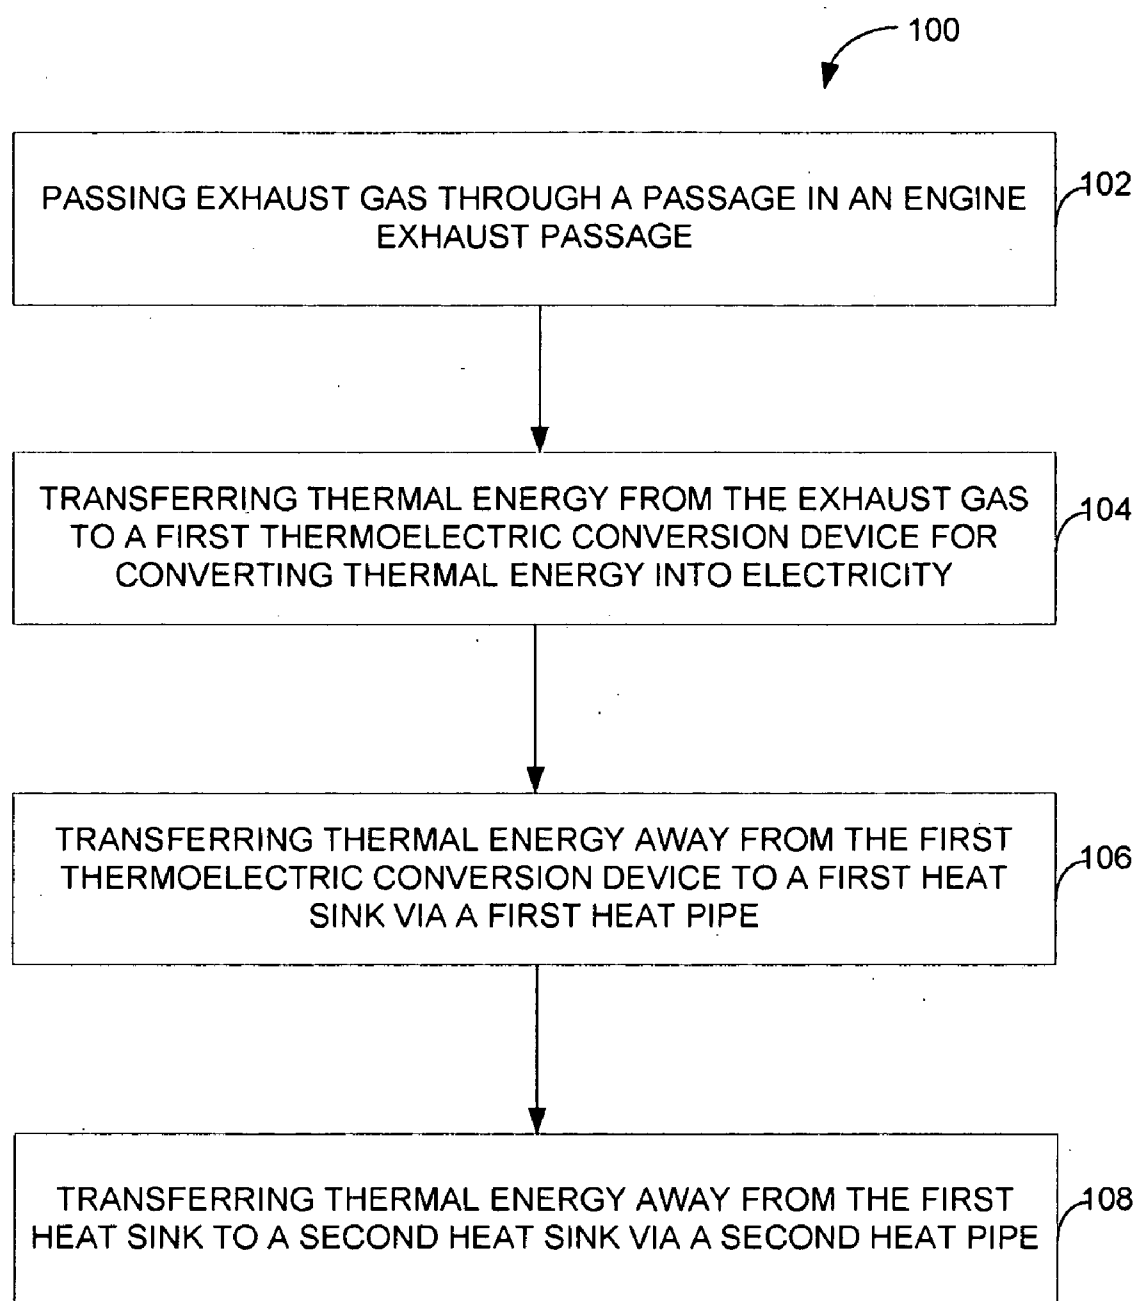 100
PASSING EXHAUST GAS THROUGH A PASSAGE IN AN ENGINE
EXHAUST PASSAGE
102
TRANSFERRING THERMAL ENERGY FROM THE EXHAUST GAS
TO A FIRST THERMOELECTRIC CONVERSION DEVICE FOR
CONVERTING THERMAL ENERGY INTO ELECTRICITY
104
TRANSFERRING THERMAL ENERGY AWAY FROM THE FIRST
THERMOELECTRIC CONVERSION DEVICE TO A FIRST HEAT
SINK VIA A FIRST HEAT PIPE
106
TRANSFERRING THERMAL ENERGY AWAY FROM THE FIRST
HEAT SINK TO A SECOND HEAT SINK VIA A SECOND HEAT PIPE
108